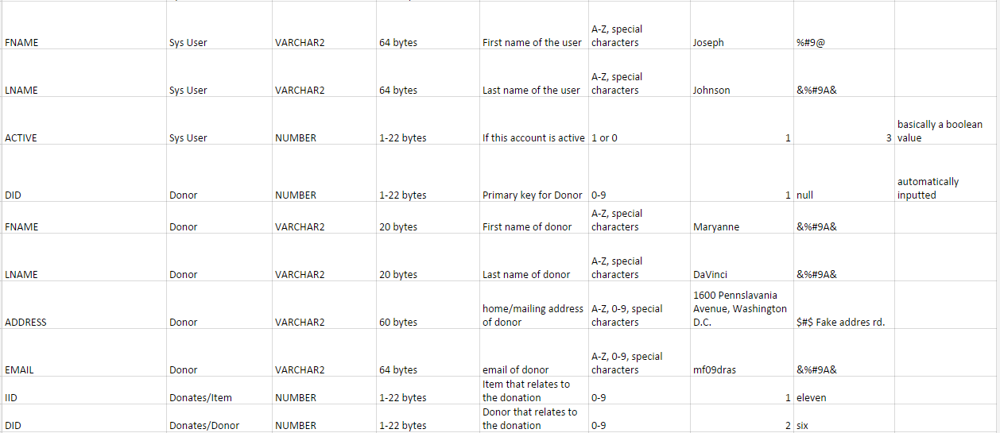 FNAME Sys User VARCHAR2 64 bytes First name of the user A-Z, special characters Joseph %#9@
LNAME Sys User VARCHAR2 64 bytes Last name of the user A-Z, special characters Johnson &%#9A&
ACTIVE Sys User NUMBER 1-22 bytes If this account is active 1 or 0 1 3 basically a boolean value
DID Donor NUMBER 1-22 bytes Primary key for Donor 0-9 1 null automatically inputted
FNAME Donor VARCHAR2 20 bytes First name of donor A-Z, special characters Maryanne &%#9A&
LNAME Donor VARCHAR2 20 bytes Last name of donor A-Z, special characters DaVinci &%#9A&
ADDRESS Donor VARCHAR2 60 bytes home/mailing address of donor A-Z, 0-9, special characters 1600 Pennslavania Avenue, Washington D.C. $#$ Fake addres rd.
EMAIL Donor VARCHAR2 64 bytes email of donor A-Z, 0-9, special characters mf09dras &%#9A&
IID Donates/Item NUMBER 1-22 bytes Item that relates to the donation 0-9 1 eleven
DID Donates/Donor NUMBER 1-22 bytes Donor that relates to the donation 0-9 2 six